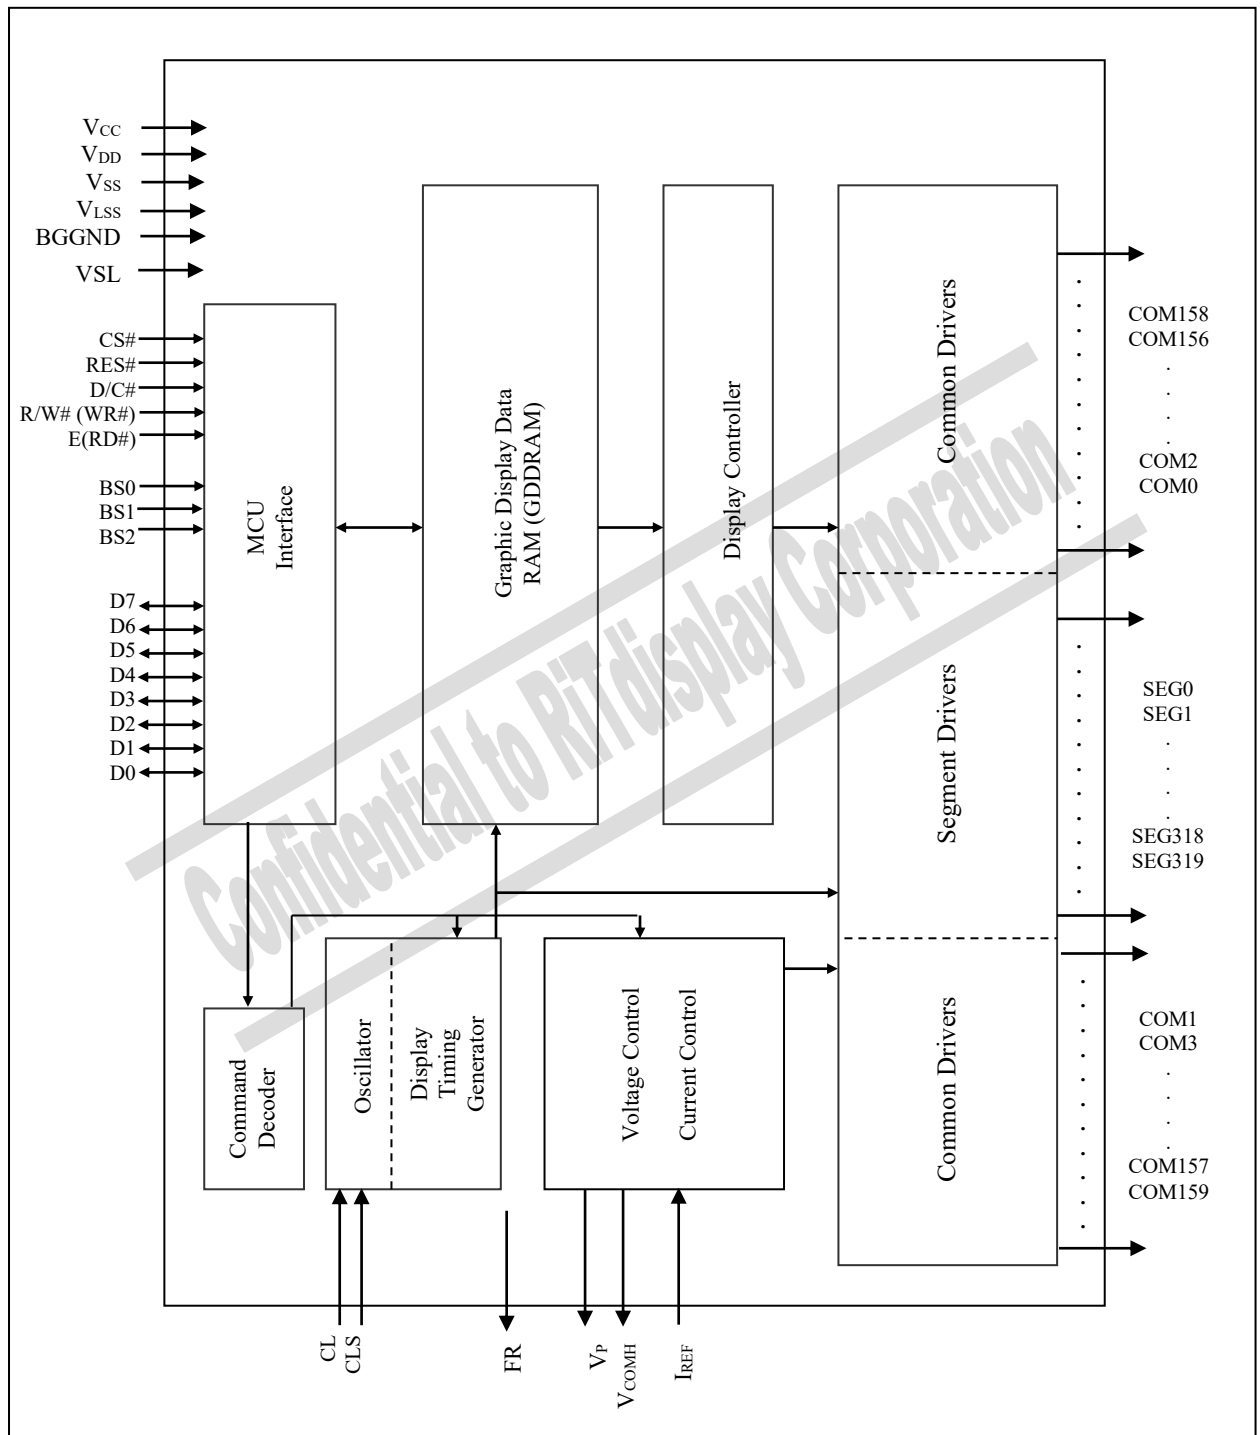 VCC
VDD
VSS
VLSS
BGGND
VSL
CS#
RES#
D/C#
R/W# (WR#)
E(RD#)
BS0
BS1
BS2
D7
D6
D5
D4
D3
D2
D1
D0
MCU
Interface
Graphic Display Data
RAM (GDDRAM)
Display Controller
Common Drivers
Segment Drivers
Common Drivers
COM158
COM156
.
.
.
.
COM2
COM0
SEG0
SEG1
.
.
.
.
SEG318
SEG319
COM1
COM3
.
.
.
.
COM157
COM159
Command
Decoder
Oscillator
Display
Timing
Generator
Voltage Control
Current Control
CL
CLS
FR
VP
VCOMH
IREF
Confidential to RiTdisplay Corporation